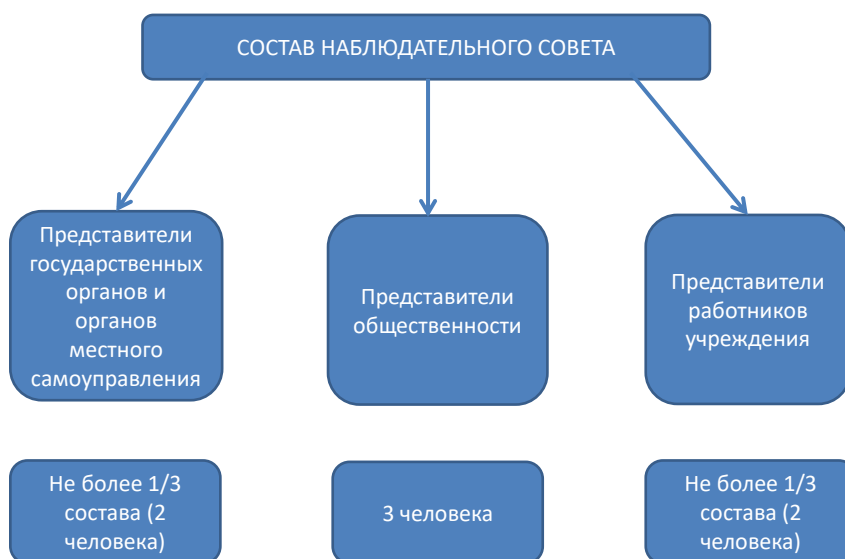 СОСТАВ НАБЛЮДАТЕЛЬНОГО СОВЕТА
Представители
государственных
органов и
органов
местного
самоуправления
Представители
общественности
Представители
работников
учреждения
Не более 1/3
состава (2
человека)
3 человека
Не более 1/3
состава (2
человека)